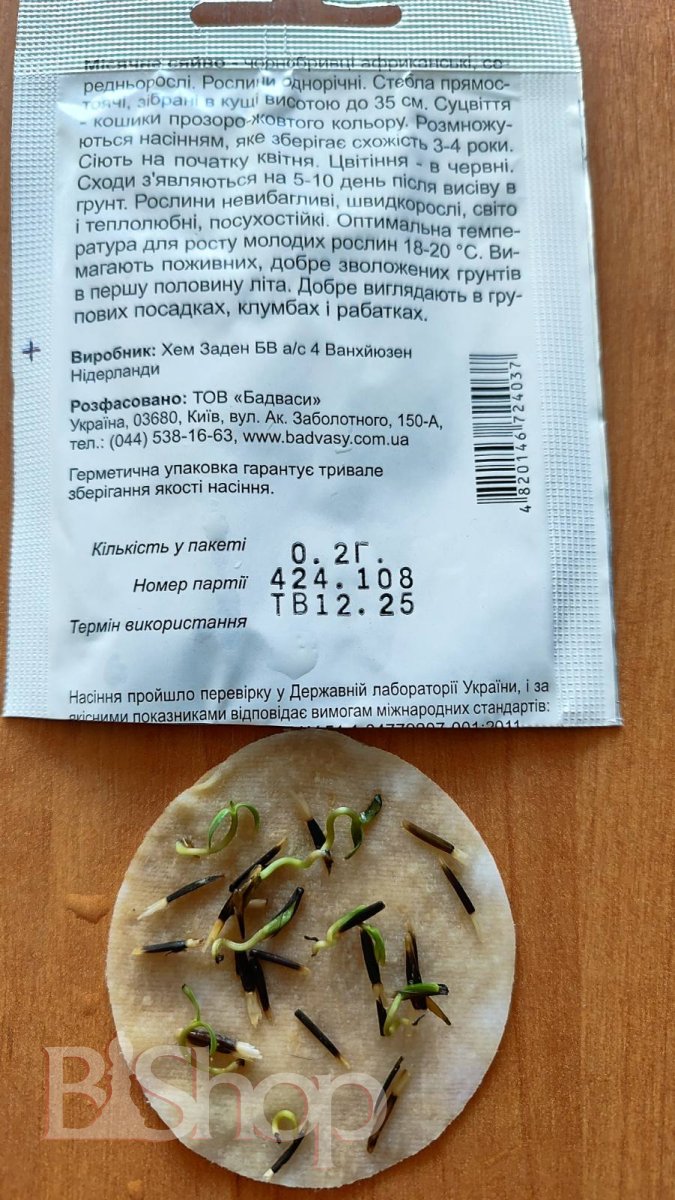 Місячне сяйво - чорнобривці африканські, се-
редньорослі. Рослини однорічні. Стебла прямос-
тоячі, зібрані в кущі висотою до 35 см. Суцвіття
- кошики прозоро-жовтого кольору. Розмножу-
ються насінням, яке зберігає схожість 3-4 роки.
Сіють на початку квітня. Цвітіння - в червні.
Сходи з'являються на 5-10 день після висіву в
грунт. Рослини невибагливі, швидкорослі, світо
і теплолюбні, посухостійкі. Оптимальна темпе-
ратура для росту молодих рослин 18-20 °С. Ви-
магають поживних, добре зволожених грунтів
в першу половину літа. Добре виглядають в гру-
пових посадках, клумбах і рабатках.
Виробник: Хем Заден БВ а/с 4 Ванхйюзен
Нідерланди
Розфасовано: ТОВ «Бадваси»
Україна, 03680, Київ, вул. Ак. Заболотного, 150-А,
тел.: (044) 538-16-63, www.badvasy.com.ua
Герметична упаковка гарантує тривале
зберігання якості насіння.
4 820146 724037
Кількість у пакеті 0.2Г.
Номер партії 424.108
Термін використання ТВ12.25
Насіння пройшло перевірку у Державній лабораторії України, і за
якісними показниками відповідає вимогам міжнародних стандартів:
BiShop